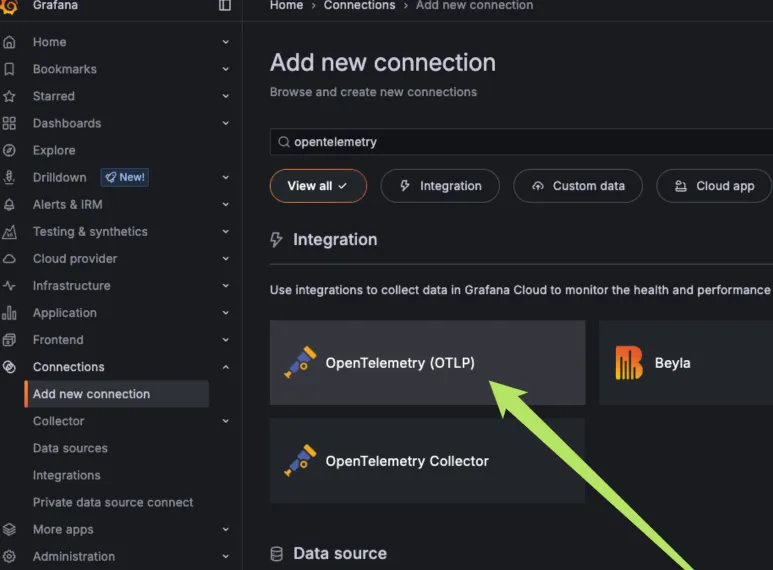 Grafana
Home › Connections › Add new connection
Home
Bookmarks
Starred
Dashboards
Explore
Drilldown New!
Alerts & IRM
Testing & synthetics
Cloud provider
Infrastructure
Application
Frontend
Connections
Add new connection
Collector
Data sources
Integrations
Private data source connect
More apps
Administration
Add new connection
Browse and create new connections
opentelemetry
View all Integration Custom data Cloud app
Integration
Use integrations to collect data in Grafana Cloud to monitor the health and performance
OpenTelemetry (OTLP) Beyla
OpenTelemetry Collector
Data source